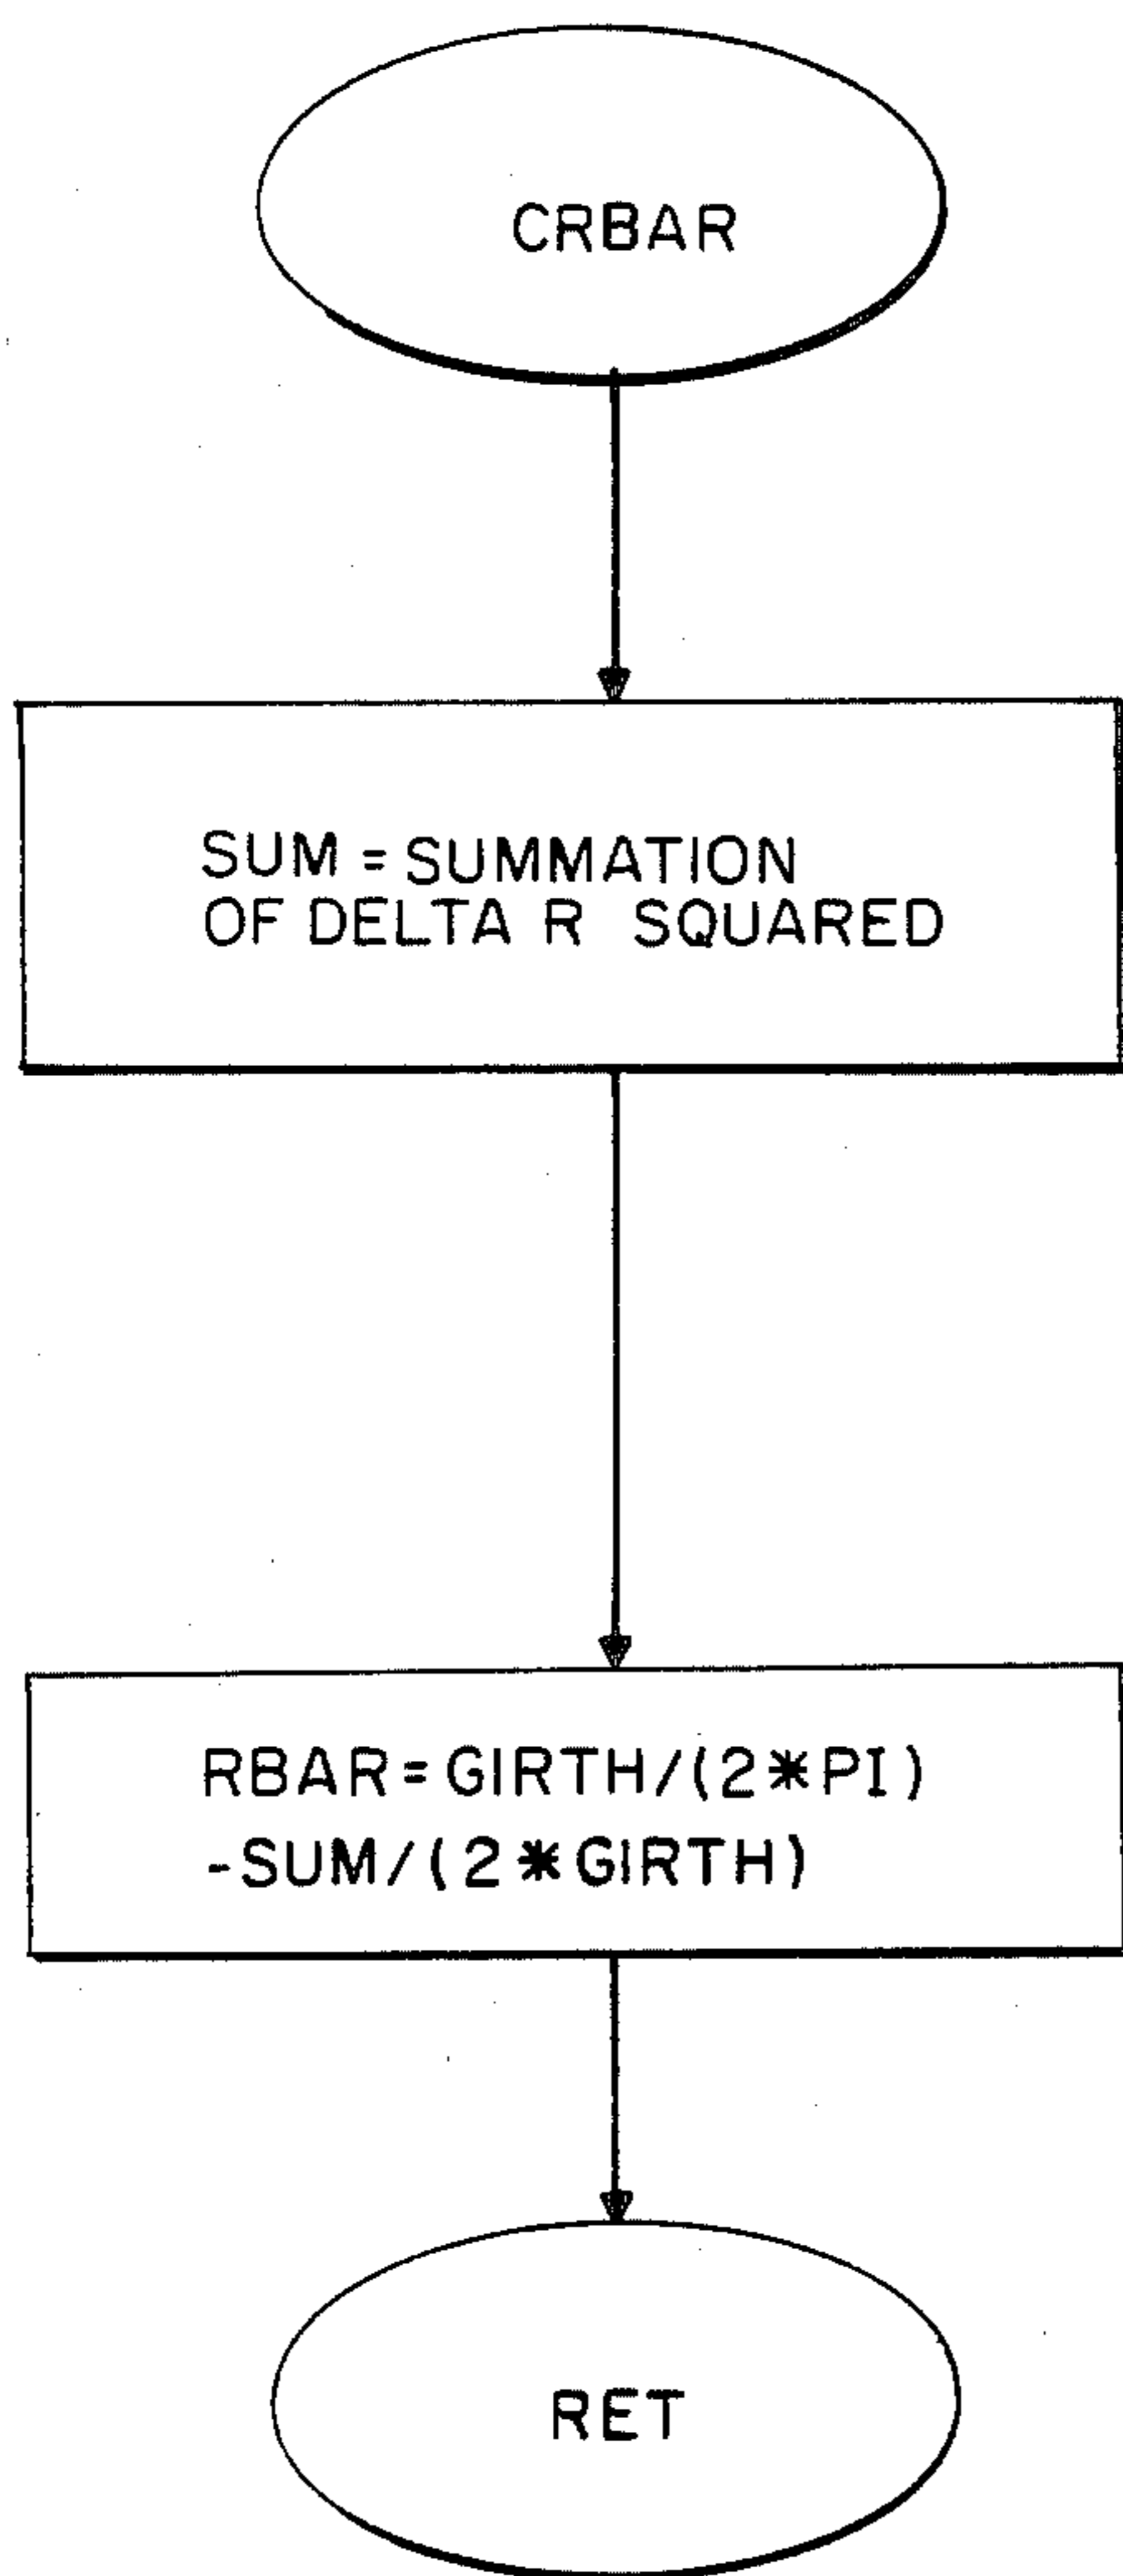 CRBAR
SUM = SUMMATION
OF DELTA R SQUARED
RBAR = GIRTH/(2*PI)
-SUM/(2*GIRTH)
RET